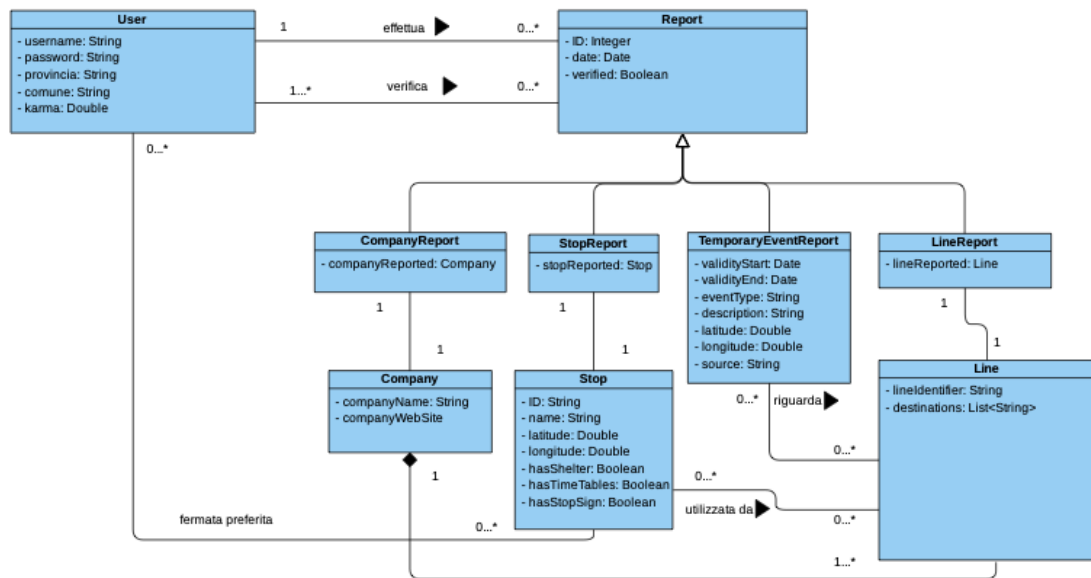 User
- username: String
- password: String
- provincia: String
- comune: String
- karma: Double
1
effettua
0...*
1...*
verifica
0...*
Report
- ID: Integer
- date: Date
- verified: Boolean
0...*
CompanyReport
- companyReported: Company
StopReport
- stopReported: Stop
TemporaryEventReport
- validityStart: Date
- validityEnd: Date
- eventType: String
- description: String
- latitude: Double
- longitude: Double
- source: String
LineReport
- lineReported: Line
1
1
1
1
1
1
Company
- companyName: String
- companyWebSite
Stop
- ID: String
- name: String
- latitude: Double
- longitude: Double
- hasShelter: Boolean
- hasTimeTables: Boolean
- hasStopSign: Boolean
Line
- lineIdentifier: String
- destinations: List<String>
0...*
riguarda
0...*
1
0...*
utilizzata da
0...*
fermata preferita
0...*
1...*